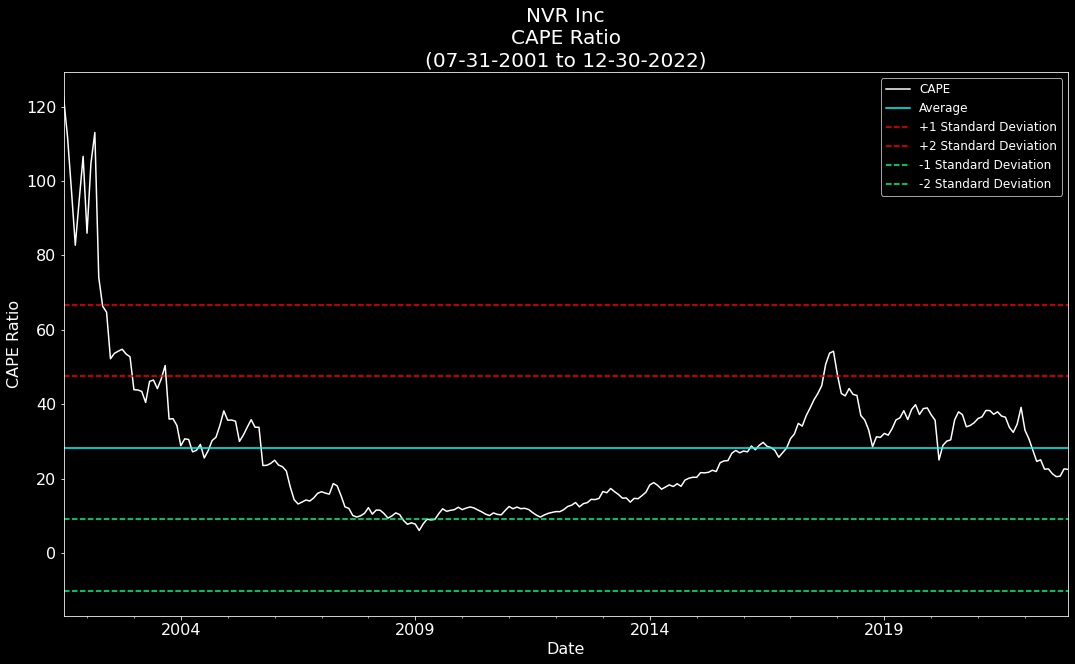 NVR Inc
CAPE Ratio
(07-31-2001 to 12-30-2022)
CAPE
Average
+1 Standard Deviation
+2 Standard Deviation
-1 Standard Deviation
-2 Standard Deviation
CAPE Ratio
120
100
80
60
40
20
0
2004
2009
2014
2019
Date